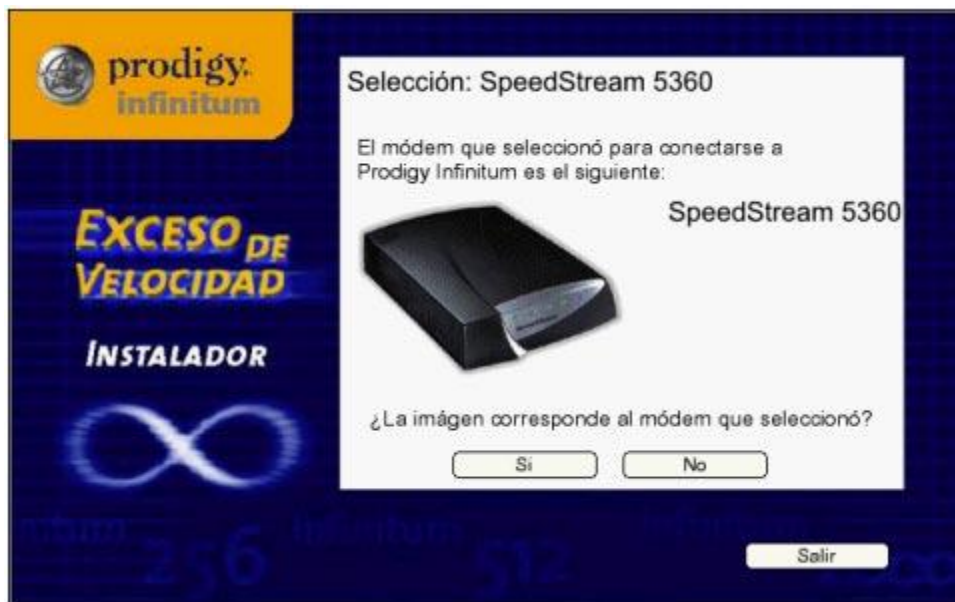 prodigy.
infinitum
EXCESO DE
VELOCIDAD
INSTALADOR
Selección: SpeedStream 5360
El módem que seleccionó para conectarse a
Prodigy Infinitum es el siguiente:
SpeedStream 5360
¿La imágen corresponde al módem que seleccionó?
Sí
No
256
512
Salir